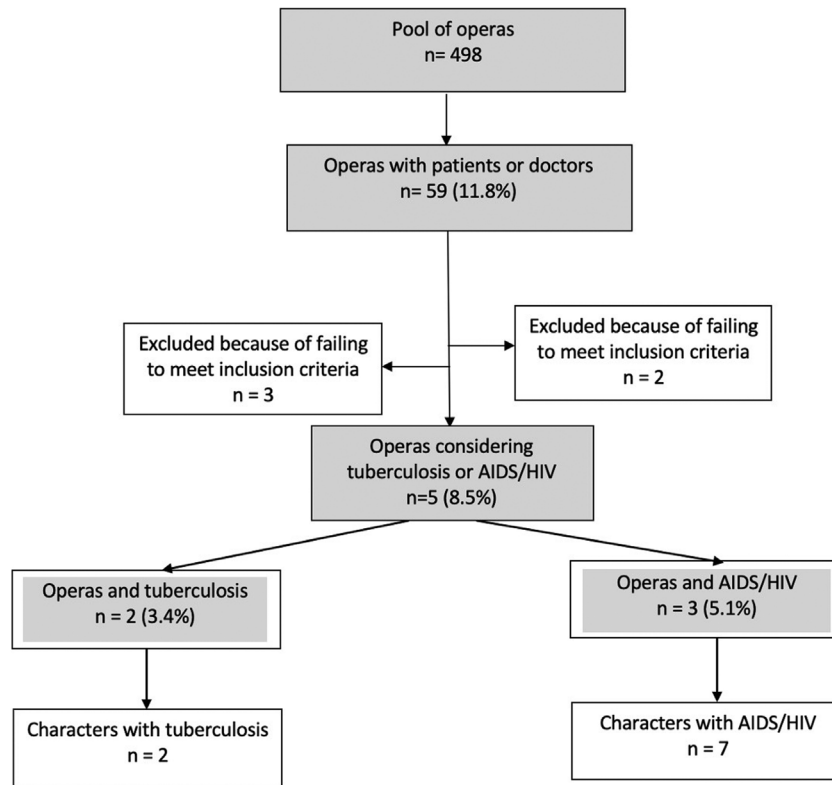 Pool of operas
n= 498
Operas with patients or doctors
n= 59 (11.8%)
Excluded because of failing
to meet inclusion criteria
n = 3
Excluded because of failing
to meet inclusion criteria
n = 2
Operas considering
tuberculosis or AIDS/HIV
n=5 (8.5%)
Operas and tuberculosis
n = 2 (3.4%)
Operas and AIDS/HIV
n = 3 (5.1%)
Characters with tuberculosis
n = 2
Characters with AIDS/HIV
n = 7